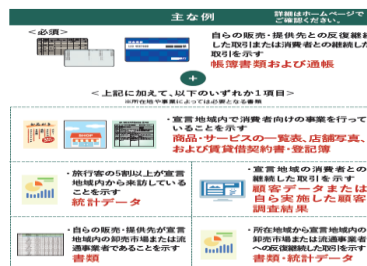 主な例
詳細はホームページで
ご確認ください。
＜必須＞
自らの販売・提供先との反復継続
した取引または消費者との継続した
取引を示す
帳簿書類および通帳
＋
＜上記に加えて、以下のいずれか1項目＞
※所在地や事業によっては必要となる書類
・宣言地域内で消費者向けの事業を行って
いることを示す
商品・サービスの一覧表、店舗写真、
および賃貸借契約書・登記簿
・旅行客の5割以上が宣言
地域内から来訪している
ことを示す
統計データ
・宣言地域の消費者との
継続した取引を示す
顧客データまたは
自ら実施した顧客
調査結果
・自らの販売・提供先が宣言
地域内の卸売市場または流
通事業者であることを示す
書類
・所在地域から宣言地域内の
卸売市場または流通事業者
への反復継続した取引を示す
書類・統計データ